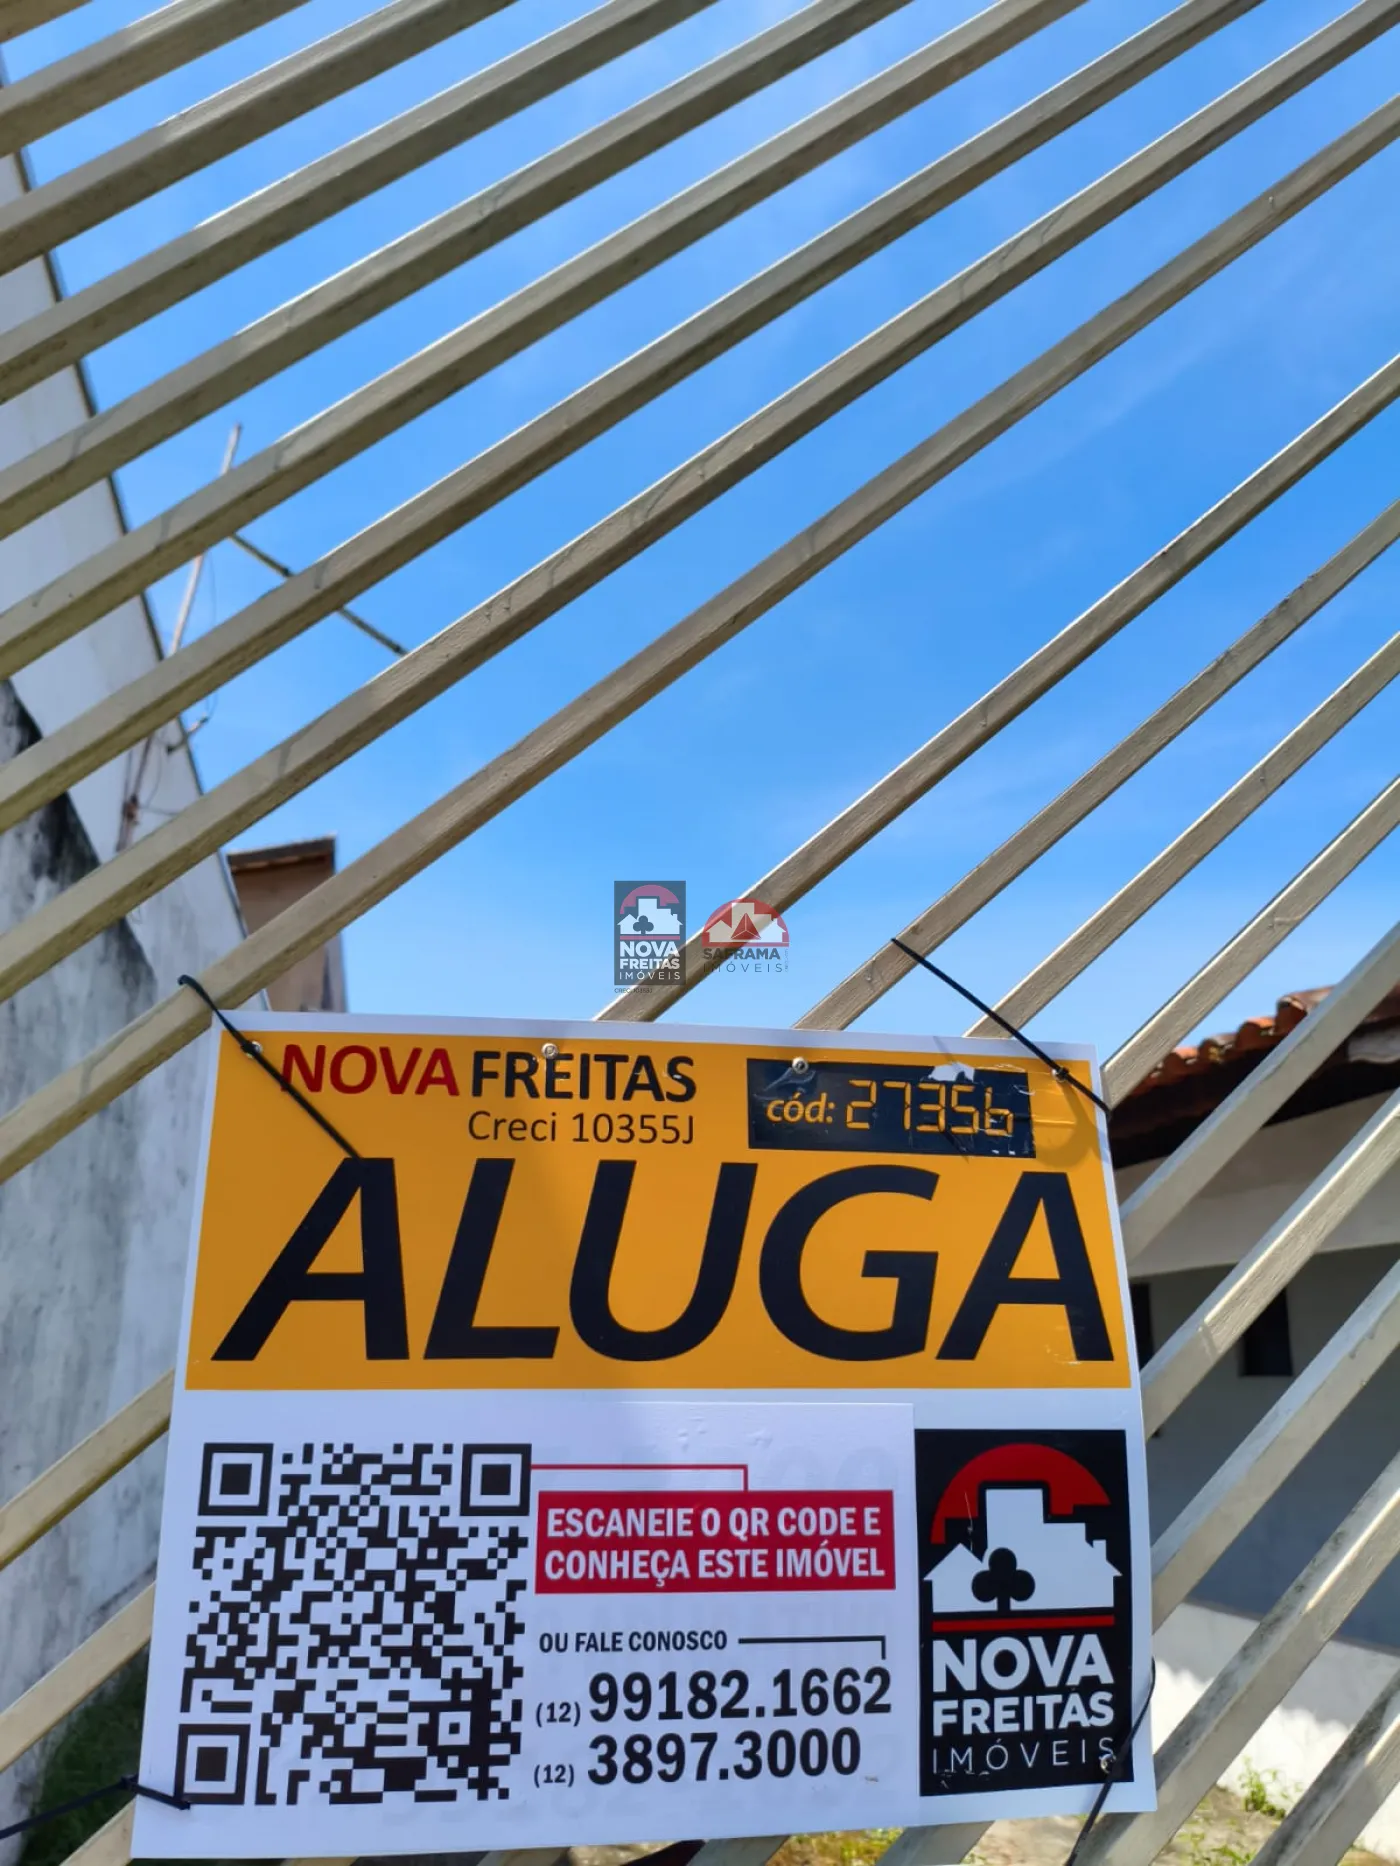 NOVA
FREITAS
IMÓVEIS
SAFRAMA
IMÓVEIS
NOVA FREITAS
Creci 10355J
cód: 27356
ALUGA
ESCANEIE O QR CODE E
CONHEÇA ESTE IMÓVEL
OU FALE CONOSCO
(12) 99182.1662
(12) 3897.3000
NOVA
FREITAS
IMÓVEIS